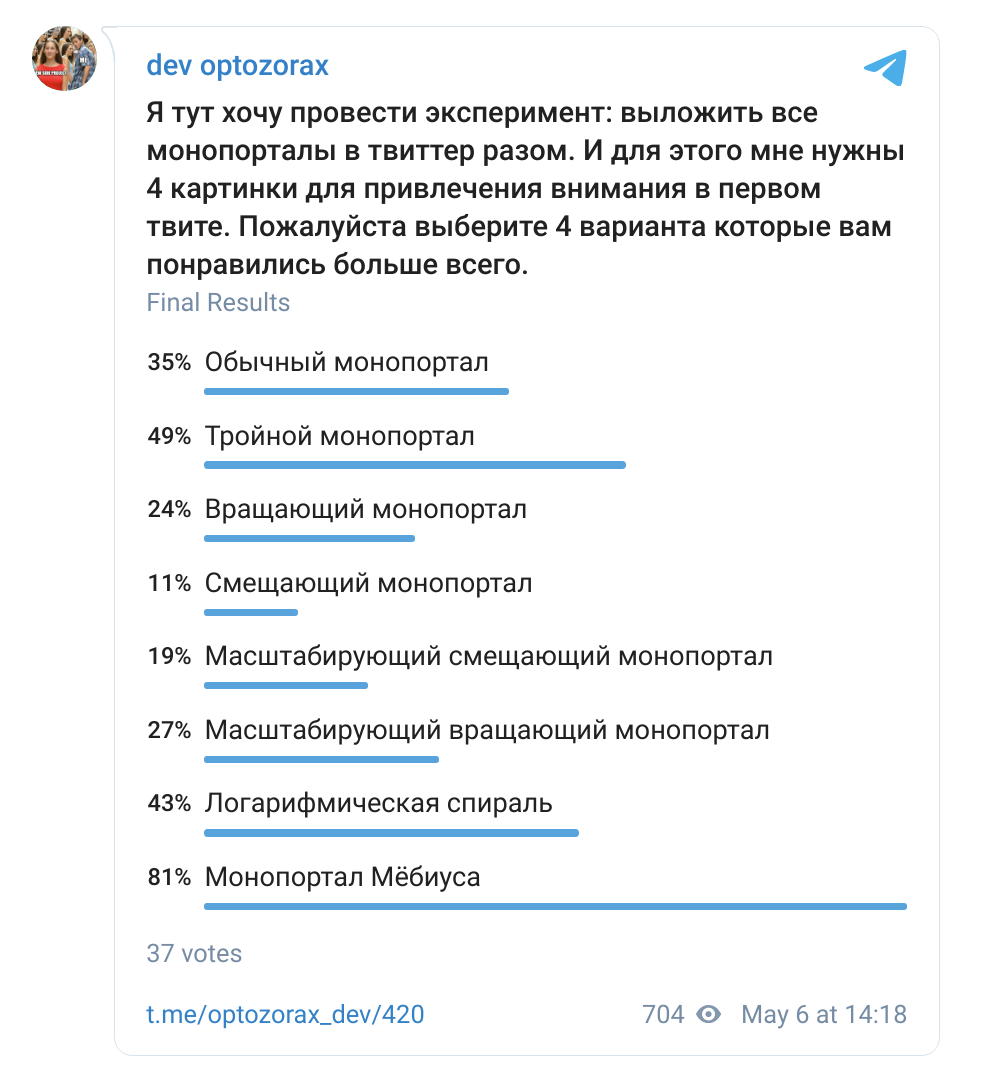 dev optozorax
Я тут хочу провести эксперимент: выложить все
монопорталы в твиттер разом. И для этого мне нужны
4 картинки для привлечения внимания в первом
твите. Пожалуйста выберите 4 варианта которые вам
понравились больше всего.
Final Results
35% Обычный монопортал
49% Тройной монопортал
24% Вращающий монопортал
11% Смещающий монопортал
19% Масштабирующий смещающий монопортал
27% Масштабирующий вращающий монопортал
43% Логарифмическая спираль
81% Монопортал Мёбиуса
37 votes
t.me/optozorax_dev/420 704 May 6 at 14:18